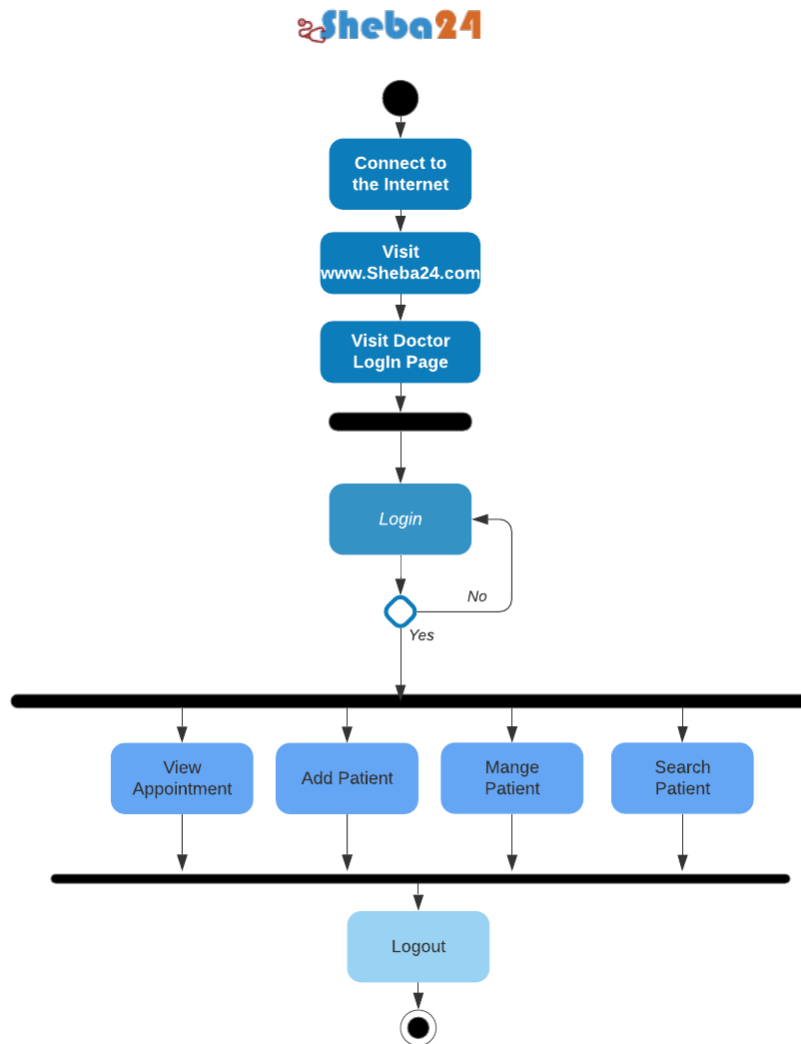 Sheba24
Connect to
the Internet
Visit
www.Sheba24.com
Visit Doctor
LogIn Page
Login
No
Yes
View
Appointment
Add Patient
Mange
Patient
Search
Patient
Logout